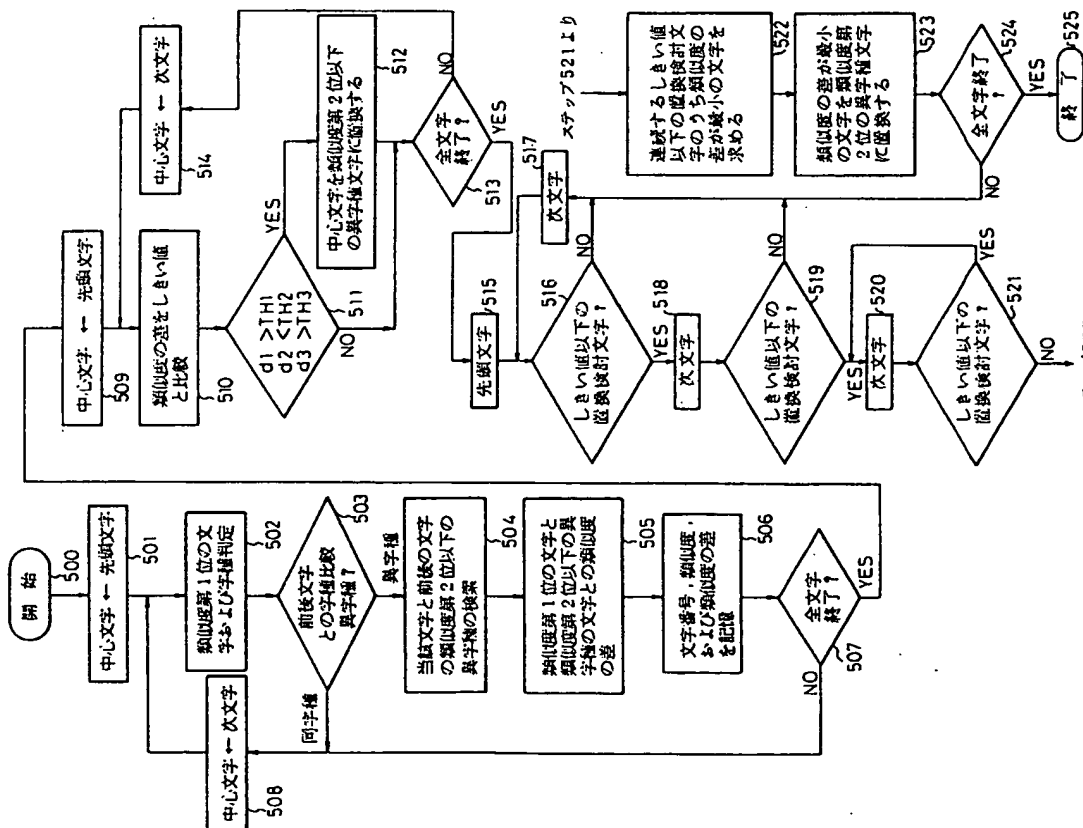 開始
500
中心文字 ← 先頭文字
501
類似度第1位の文
字および字種判定
502
前後文字
との字種比較
異字種?
503
異字種
同字種
当該文字と前後の文字
の類似度第2位以下の
異字種の検索
504
類似度第1位の文字と
類似度第2位以下の異
字種の文字との類似度
の差
505
文字番号,類似度,
および類似度の差
を記憶
506
全文字
終了?
507
YES
NO
中心文字 ← 次文字
508
中心文字 ← 先頭文字
509
類似度の差をしきい値
と比較
510
d1 >TH1
d2 <TH2
d3 >TH3
511
YES
NO
中心文字を類似度第2位以下
の異字種文字に置換する
512
全文字
終了?
513
NO
YES
中心文字 ← 次文字
514
先頭文字
515
しきい値以下の
置換検討文字?
516
NO
YES
次文字
517
次文字
518
しきい値以下の
置換検討文字?
519
NO
YES
次文字
520
しきい値以下の
置換検討文字?
521
YES
NO
ステップ521より
連続するしきい値
以下の置換検討文
字のうち類似度の
差が最小の文字を
求める
522
類似度の差が最小
の文字を類似度第
2位の異字種文字
に置換する
523
全文字終了
?
524
NO
YES
終了
525